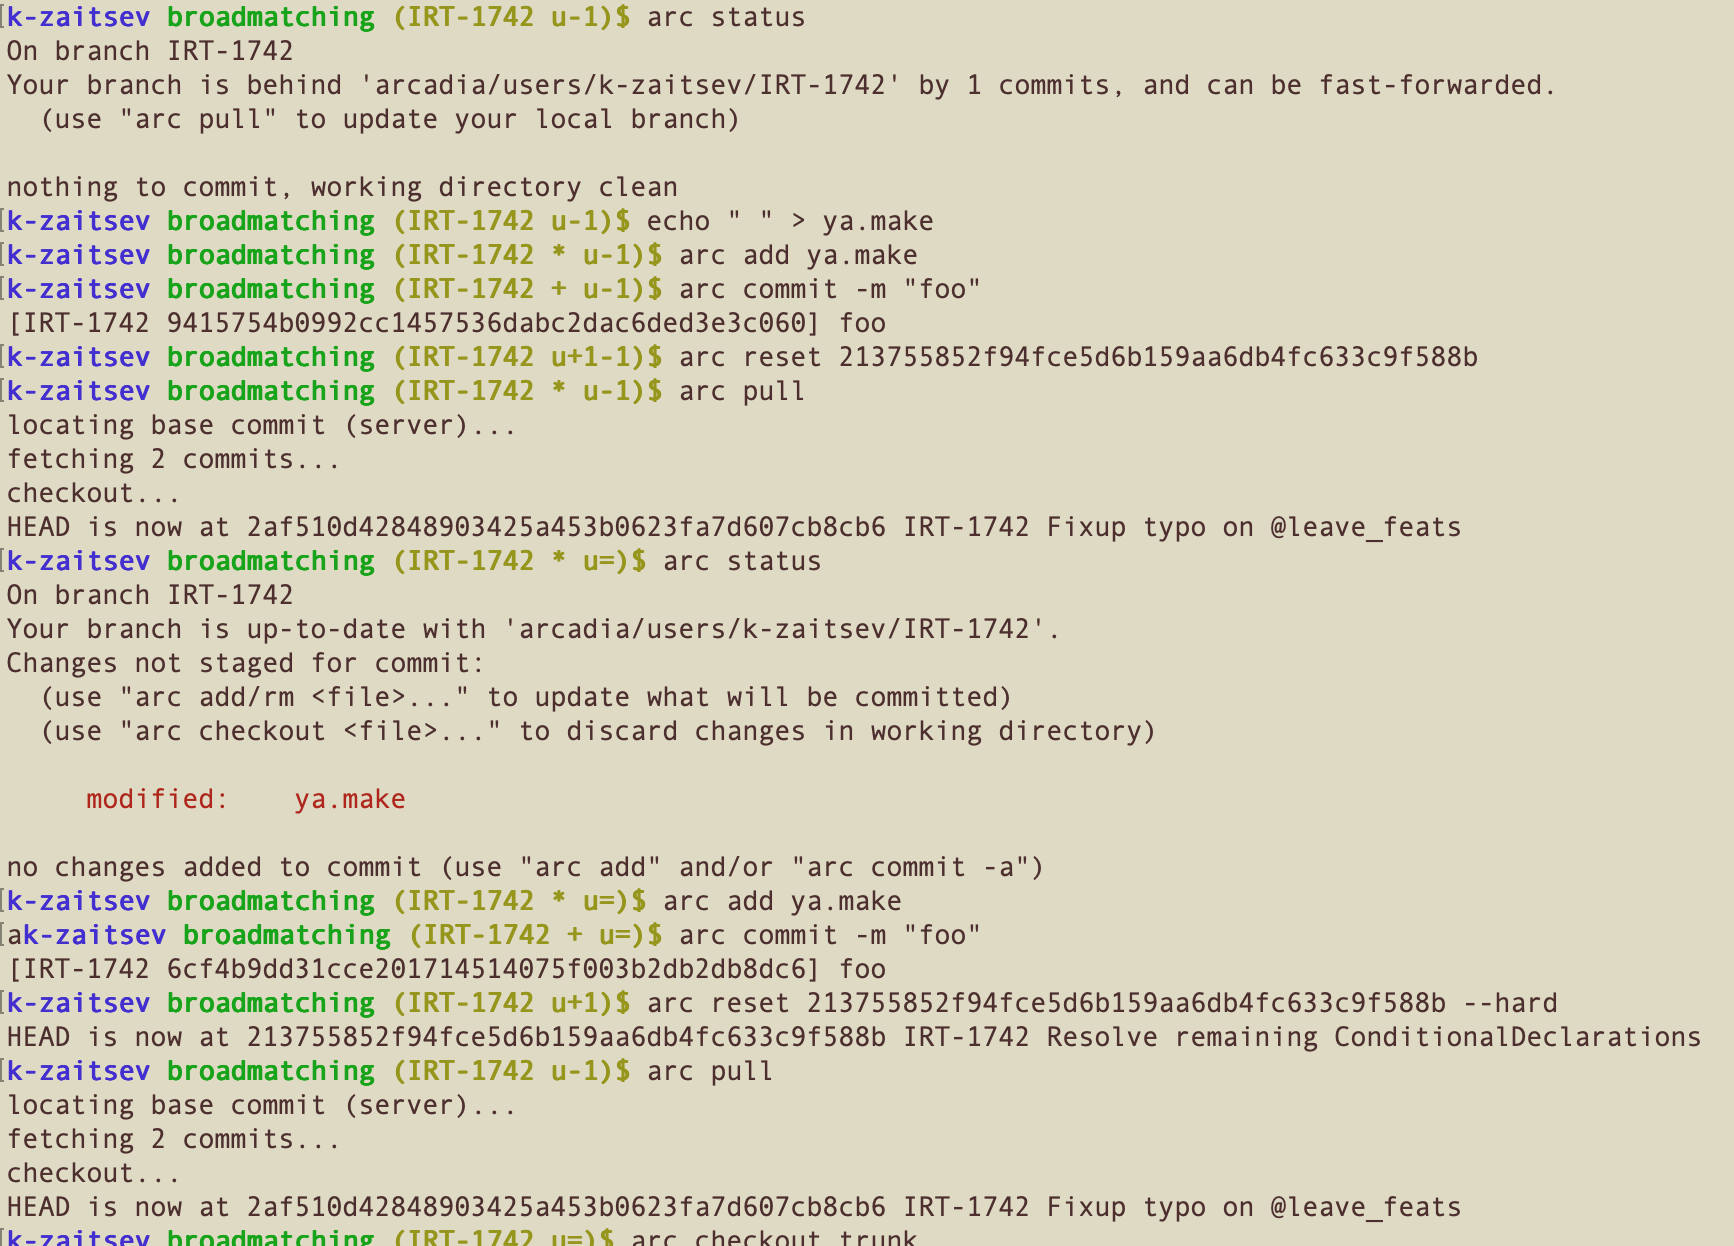 k-zaitsev broadmatching (IRT-1742 u-1)$ arc status
On branch IRT-1742
Your branch is behind 'arcadia/users/k-zaitsev/IRT-1742' by 1 commits, and can be fast-forwarded.
  (use "arc pull" to update your local branch)

nothing to commit, working directory clean
[k-zaitsev broadmatching (IRT-1742 u-1)$ echo " " > ya.make
[k-zaitsev broadmatching (IRT-1742 * u-1)$ arc add ya.make
[k-zaitsev broadmatching (IRT-1742 + u-1)$ arc commit -m "foo"
[IRT-1742 9415754b0992cc1457536dabc2dac6ded3e3c060] foo
[k-zaitsev broadmatching (IRT-1742 u+1-1)$ arc reset 213755852f94fce5d6b159aa6db4fc633c9f588b
[k-zaitsev broadmatching (IRT-1742 * u-1)$ arc pull
locating base commit (server)...
fetching 2 commits...
checkout...
HEAD is now at 2af510d42848903425a453b0623fa7d607cb8cb6 IRT-1742 Fixup typo on @leave_feats
[k-zaitsev broadmatching (IRT-1742 * u=)$ arc status
On branch IRT-1742
Your branch is up-to-date with 'arcadia/users/k-zaitsev/IRT-1742'.
Changes not staged for commit:
  (use "arc add/rm <file>..." to update what will be committed)
  (use "arc checkout <file>..." to discard changes in working directory)

     modified:    ya.make

no changes added to commit (use "arc add" and/or "arc commit -a")
[k-zaitsev broadmatching (IRT-1742 * u=)$ arc add ya.make
[ak-zaitsev broadmatching (IRT-1742 + u=)$ arc commit -m "foo"
[IRT-1742 6cf4b9dd31cce201714514075f003b2db2db8dc6] foo
[k-zaitsev broadmatching (IRT-1742 u+1)$ arc reset 213755852f94fce5d6b159aa6db4fc633c9f588b --hard
HEAD is now at 213755852f94fce5d6b159aa6db4fc633c9f588b IRT-1742 Resolve remaining ConditionalDeclarations
[k-zaitsev broadmatching (IRT-1742 u-1)$ arc pull
locating base commit (server)...
fetching 2 commits...
checkout...
HEAD is now at 2af510d42848903425a453b0623fa7d607cb8cb6 IRT-1742 Fixup typo on @leave_feats
[k-zaitsev broadmatching (IRT-1742 u=)$ arc checkout trunk